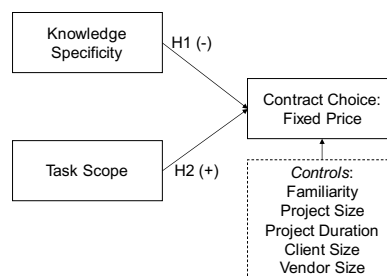 Knowledge
Specificity
H1 (-)
Contract Choice:
Fixed Price
Task Scope
H2 (+)
Controls:
Familiarity
Project Size
Project Duration
Client Size
Vendor Size